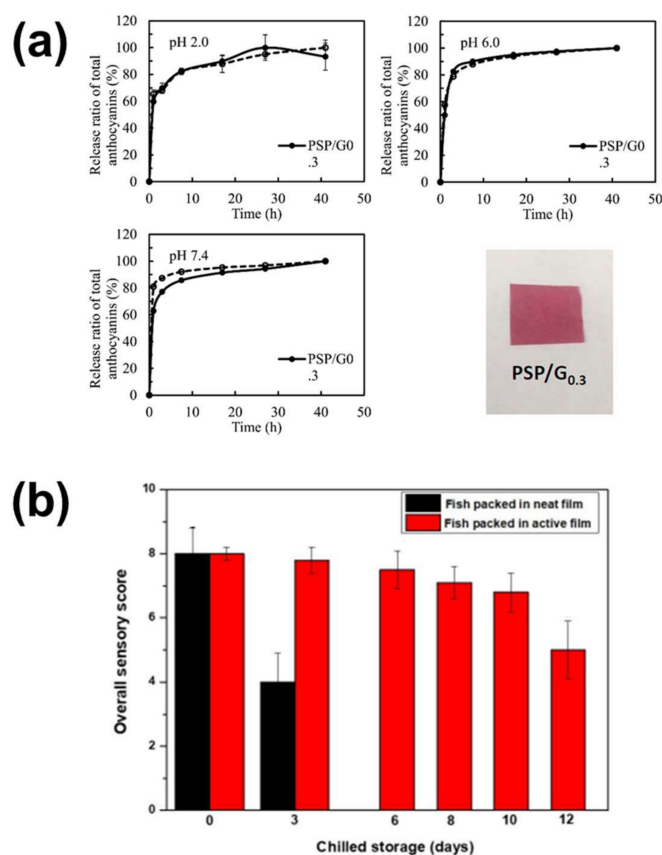 (a)
Release ratio of total
anthocyanins (%)
120
100
80
60
40
20
0
pH 2.0
PSP/G0
.3
0 10 20 30 40 50
Time (h)
Release ratio of total
anthocyanins (%)
120
100
80
60
40
20
0
pH 6.0
PSP/G0
.3
0 10 20 30 40 50
Time (h)
Release ratio of total
anthocyanins (%)
120
100
80
60
40
20
0
pH 7.4
PSP/G0
.3
0 10 20 30 40 50
Time (h)
PSP/G0.3
(b)
Overall sensory score
10
8
6
4
2
0
Fish packed in neat film
Fish packed in active film
0 3 6 8 10 12
Chilled storage (days)